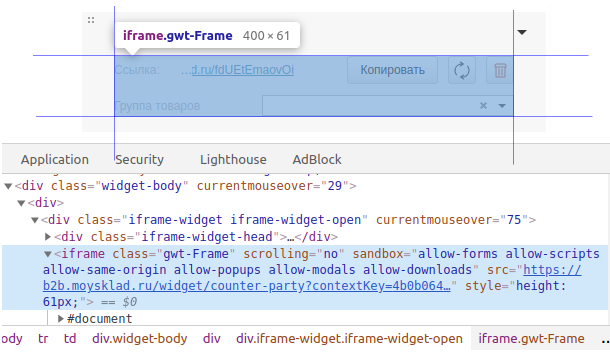 iframe.gwt-Frame 400 × 61
Ссылка: ...tl.ru/fdUEtEmaovOj Копировать
Группа товаров
Application Security Lighthouse AdBlock
<div class="widget-body" currentmouseover="29">
<div>
<div class="iframe-widget iframe-widget-open" currentmouseover="75">
<div class="iframe-widget-head">…</div>
<iframe class="gwt-Frame" scrolling="no" sandbox="allow-forms allow-scripts
allow-same-origin allow-popups allow-modals allow-downloads" src="https://
b2b.moysklad.ru/widget/counter-party?contextKey=4b0b064…" style="height:
61px;"> == $0
#document
ody tr td div.widget-body div div.iframe-widget.iframe-widget-open iframe.gwt-Frame ...